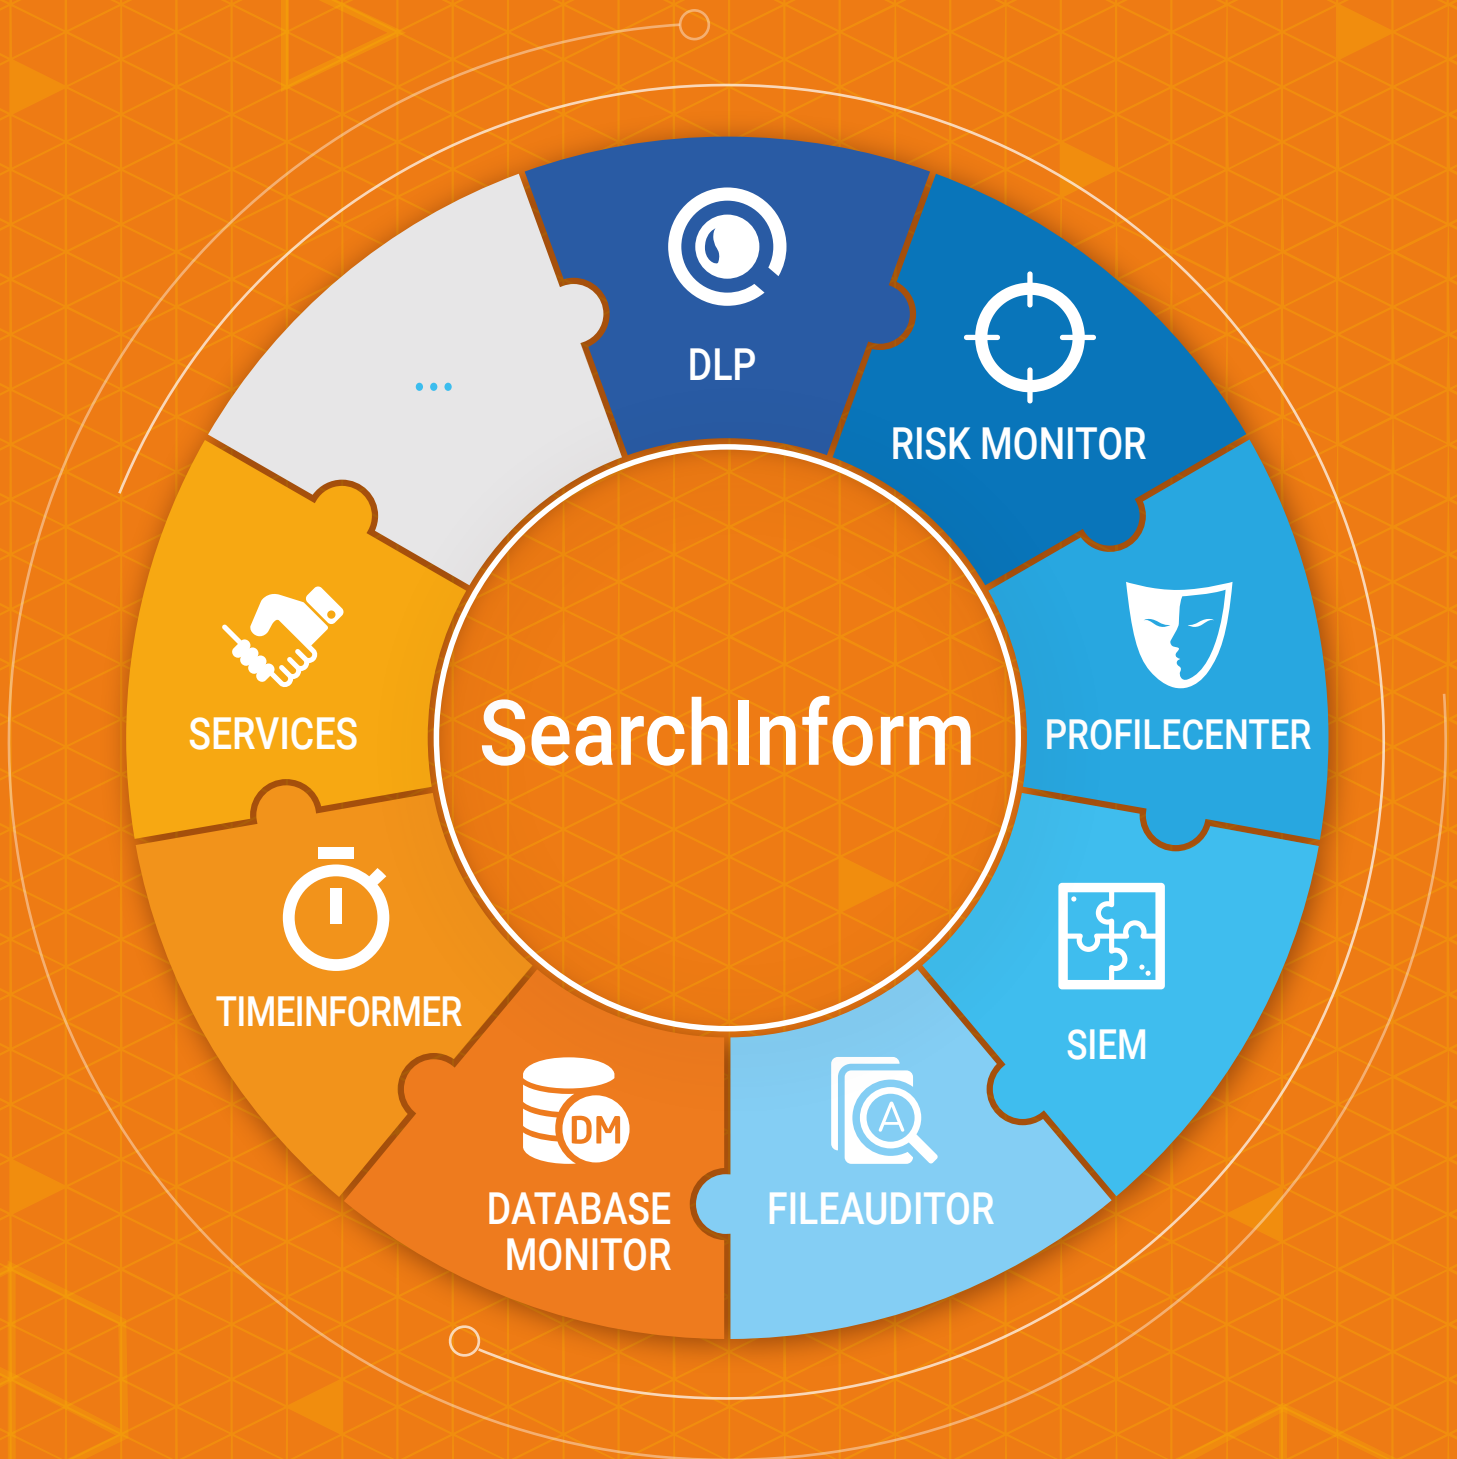 DLP
RISK MONITOR
PROFILECENTER
SIEM
FILEAUDITOR
A
DATABASE
MONITOR
DM
TIMEINFORMER
SERVICES
...
SearchInform